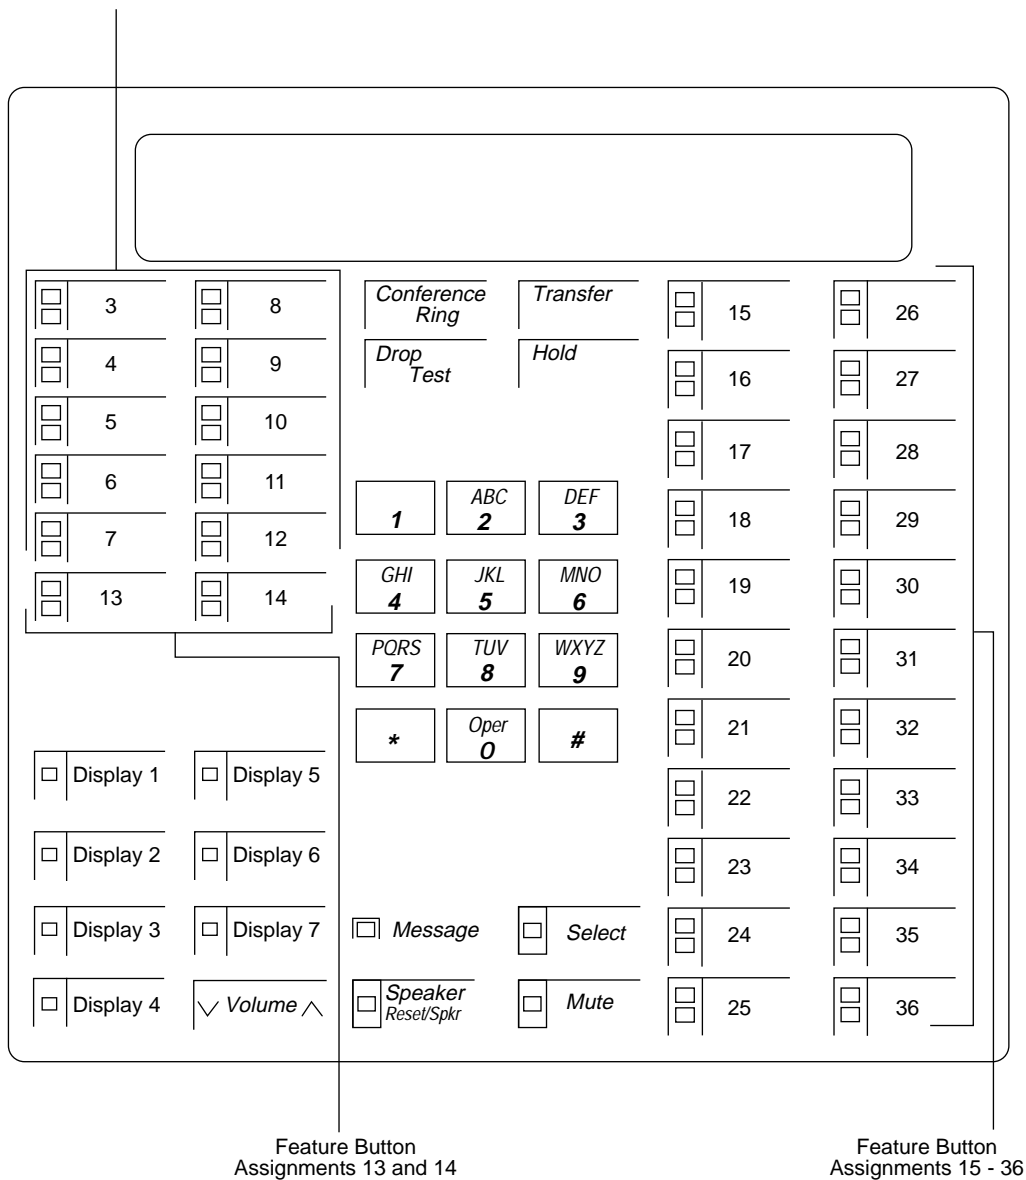 3
8
4
9
5
10
6
11
7
12
13
14
Conference
Ring
Transfer
Drop
Test
Hold
1
ABC
2
DEF
3
GHI
4
JKL
5
MNO
6
PQRS
7
TUV
8
WXYZ
9
*
Oper
0
#
15
26
16
27
17
28
18
29
19
30
20
31
21
32
22
33
23
34
24
35
25
36
Display 1
Display 5
Display 2
Display 6
Display 3
Display 7
Display 4
Volume
Message
Select
Speaker
Reset/Spkr
Mute
Feature Button
Assignments 13 and 14
Feature Button
Assignments 15 - 36